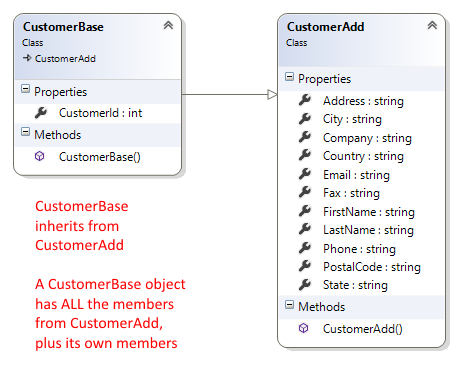 CustomerBase
Class
CustomerAdd
Properties
CustomerId : int
Methods
CustomerBase()
CustomerBase
inherits from
CustomerAdd
A CustomerBase object
has ALL the members
from CustomerAdd,
plus its own members
CustomerAdd
Class
Properties
Address : string
City : string
Company : string
Country : string
Email : string
Fax : string
FirstName : string
LastName : string
Phone : string
PostalCode : string
State : string
Methods
CustomerAdd()